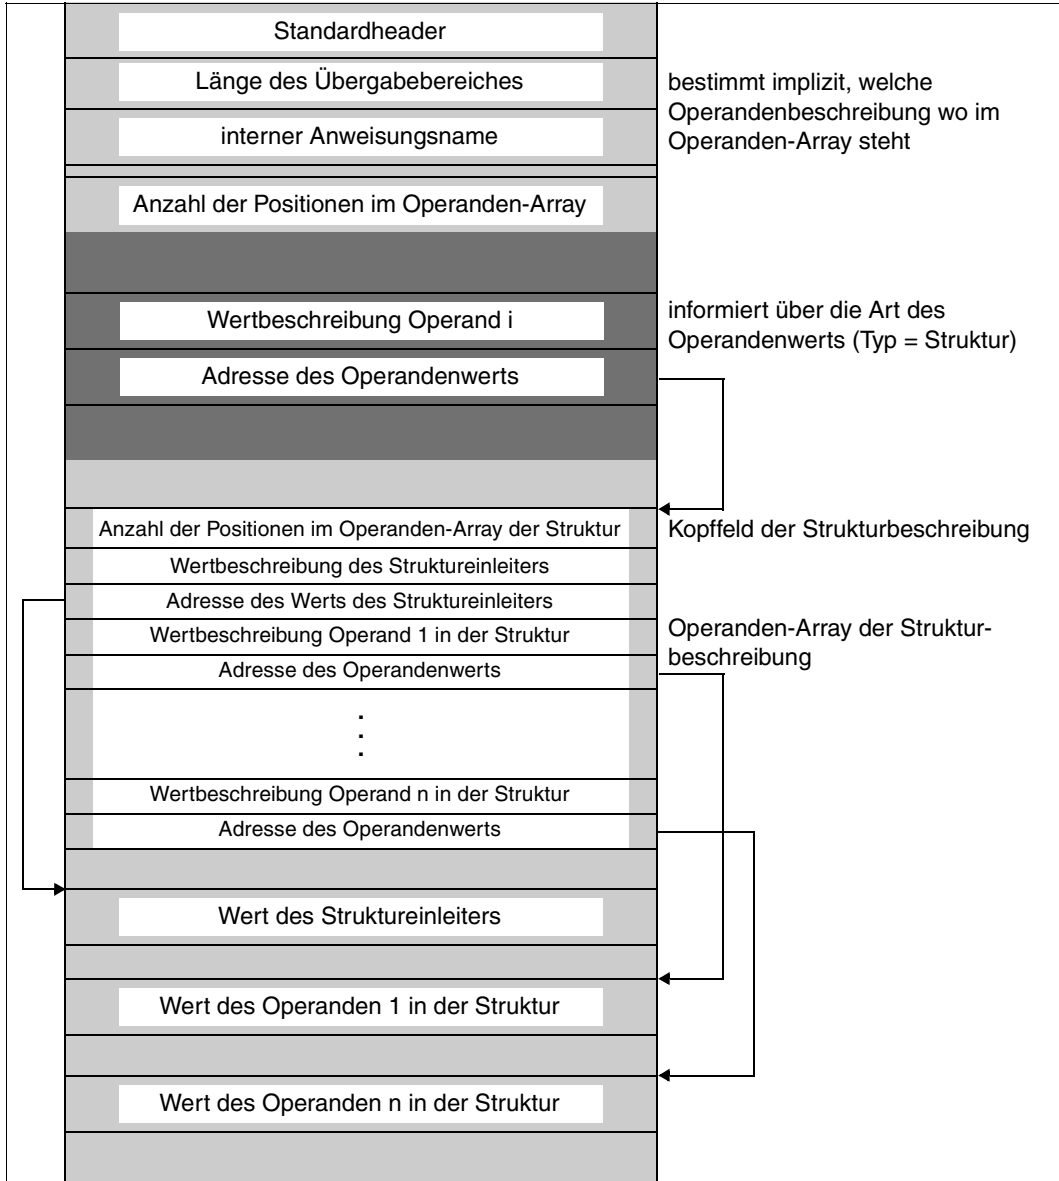 Standardheader
Länge des Übergabebereiches
bestimmt implizit, welche
Operandenbeschreibung wo im
Operanden-Array steht
interner Anweisungsname
Anzahl der Positionen im Operanden-Array
Wertbeschreibung Operand i
informiert über die Art des
Operandenwerts (Typ = Struktur)
Adresse des Operandenwerts
Anzahl der Positionen im Operanden-Array der Struktur
Kopffeld der Strukturbeschreibung
Wertbeschreibung des Struktureinleiters
Adresse des Werts des Struktureinleiters
Wertbeschreibung Operand 1 in der Struktur
Operanden-Array der Struktur-
beschreibung
Adresse des Operandenwerts
.
.
.
Wertbeschreibung Operand n in der Struktur
Adresse des Operandenwerts
Wert des Struktureinleiters
Wert des Operanden 1 in der Struktur
Wert des Operanden n in der Struktur